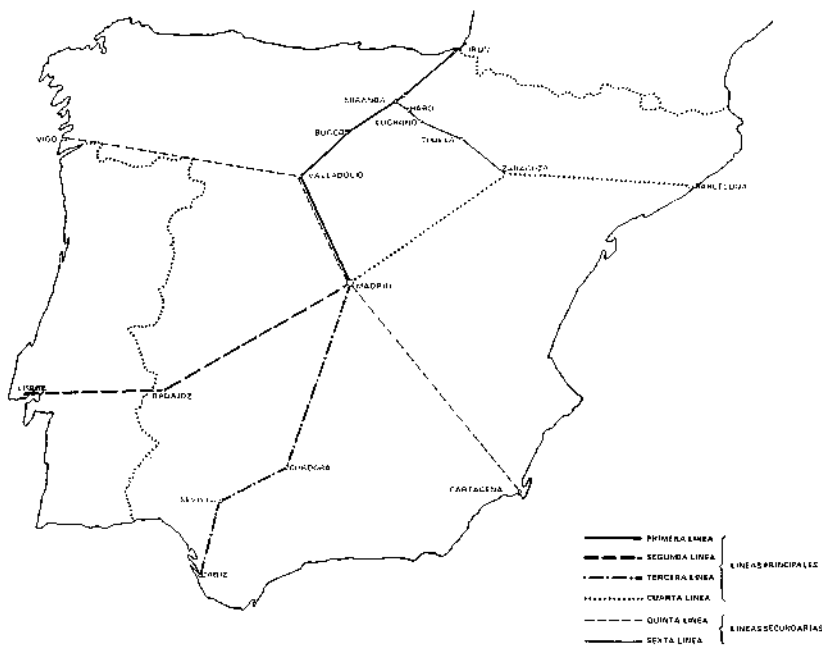 IRUN
MIRANDA
HARO
LOGROÑO
BURGOS
TUDELA
VIGO
ZARAGOZA
VALLADOLID
BARCELONA
MADRID
LISBOA
BADAJOZ
CORDOBA
CARTAGENA
SEVILLA
CADIZ
PRIMERA LINEA
SEGUNDA LINEA
LINEAS PRINCIPALES
TERCERA LINEA
CUARTA LINEA
QUINTA LINEA
LINEAS SECUNDARIAS
SEXTA LINEA